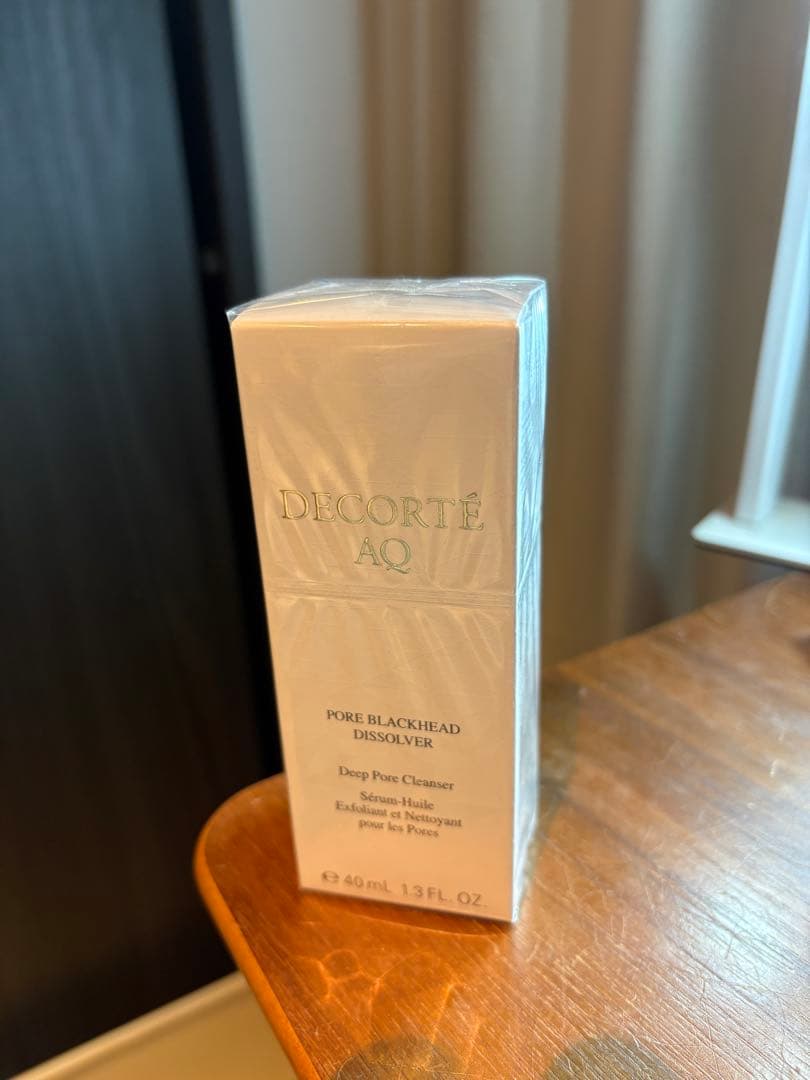 DECORTÉ
AQ
PORE BLACKHEAD
DISSOLVER
Deep Pore Cleanser
Sérum-Huile
Exfoliant et Nettoyant
pour les Pores
℮ 40 mL 1.3 FL. OZ.